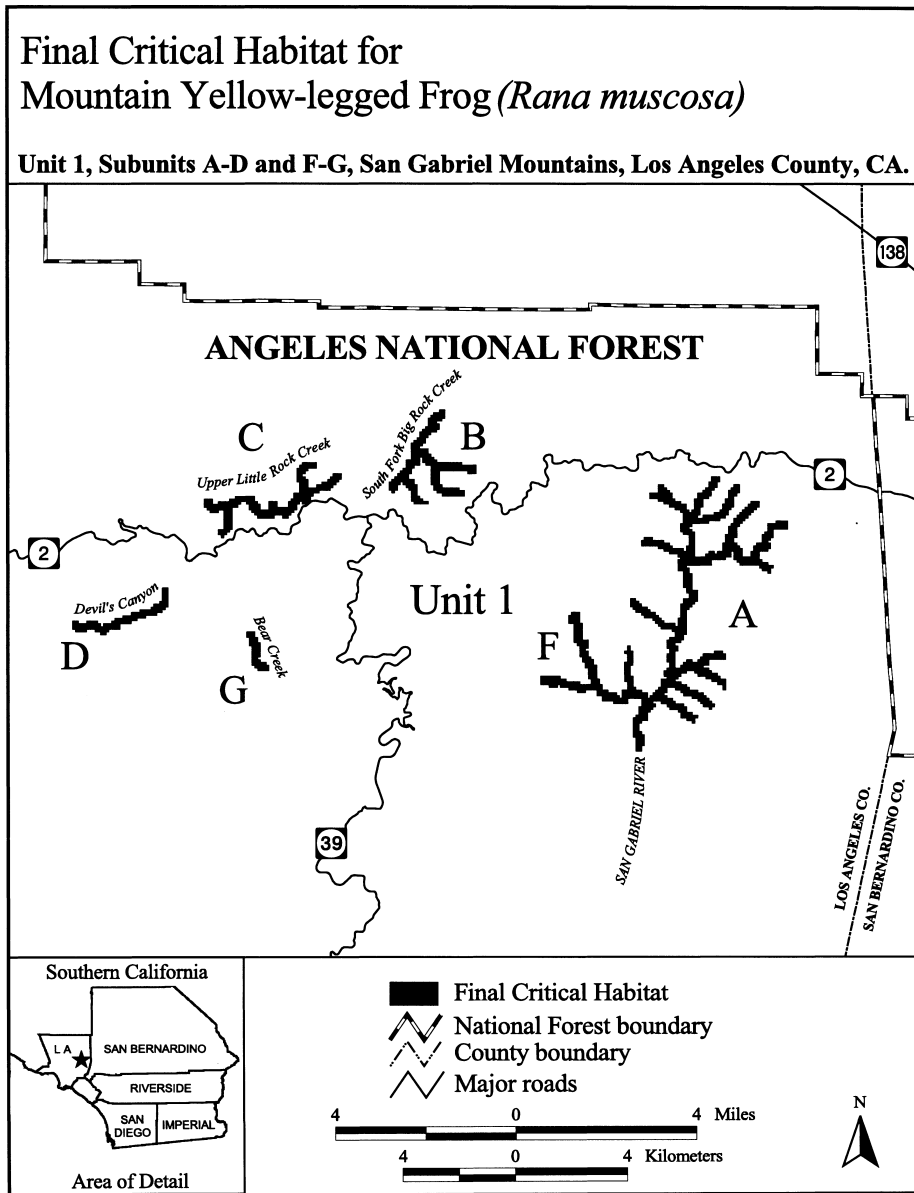 Final Critical Habitat for
Mountain Yellow-legged Frog (Rana muscosa)
Unit 1, Subunits A-D and F-G, San Gabriel Mountains, Los Angeles County, CA.
138
ANGELES NATIONAL FOREST
South Fork Big Rock Creek
C
B
Upper Little Rock Creek
2
2
Devil's Canyon
Unit 1
A
D
Bear Creek
F
G
SAN GABRIEL RIVER
39
LOS ANGELES CO.
SAN BERNARDINO CO.
Southern California
L A
SAN BERNARDINO
RIVERSIDE
SAN
DIEGO
IMPERIAL
Area of Detail
Final Critical Habitat
National Forest boundary
County boundary
Major roads
4 0 4 Miles
4 0 4 Kilometers
N